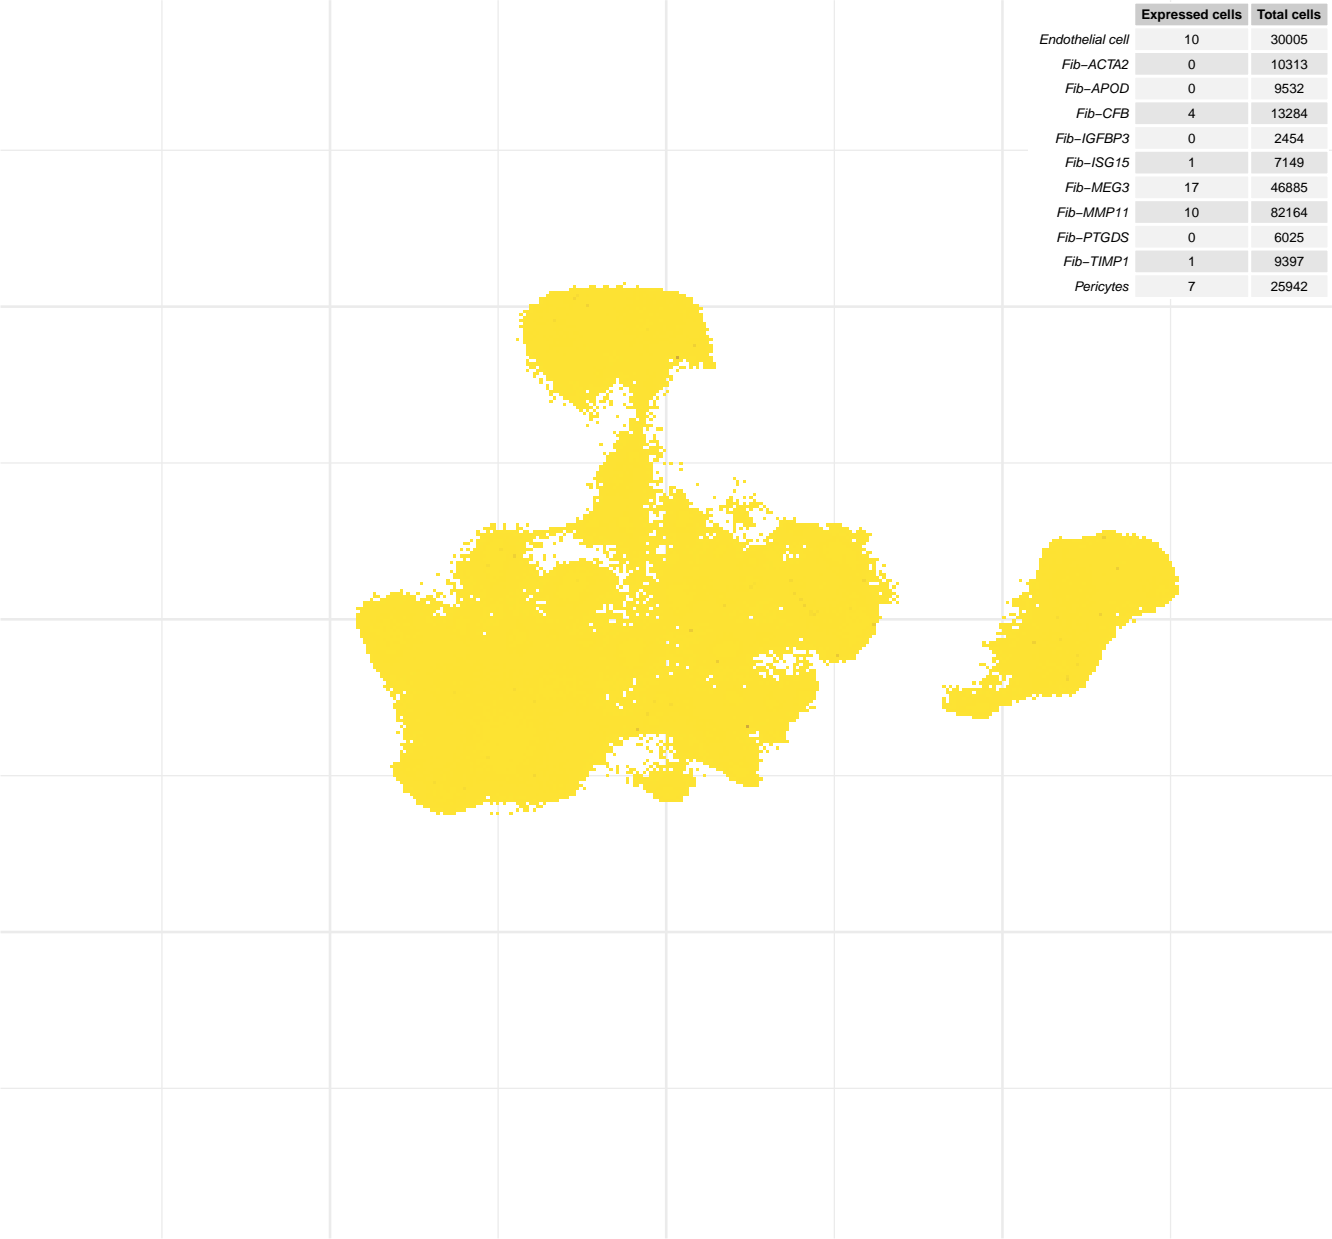 Expressed cells Total cells
Endothelial cell 10 30005
Fib−ACTA2 0 10313
Fib−APOD 0 9532
Fib−CFB 4 13284
Fib−IGFBP3 0 2454
Fib−ISG15 1 7149
Fib−MEG3 17 46885
Fib−MMP11 10 82164
Fib−PTGDS 0 6025
Fib−TIMP1 1 9397
Pericytes 7 25942